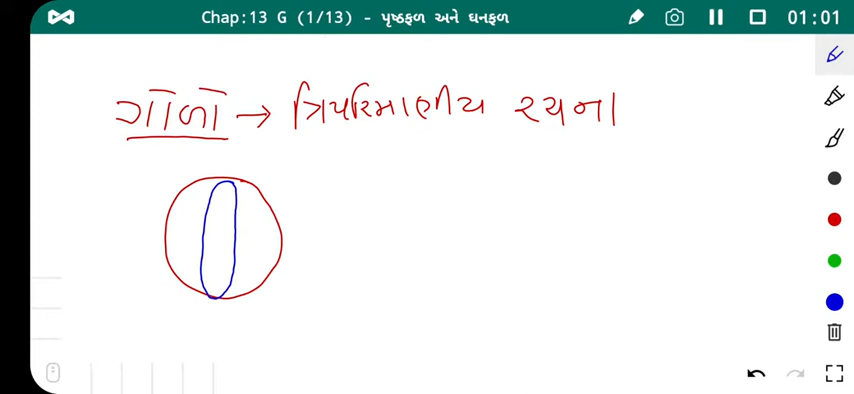 Chap:13 G (1/13) - પૃષ્ઠફળ અને ઘનફળ
01:01
ગોળો → ત્રિપરિમાણીય રચના